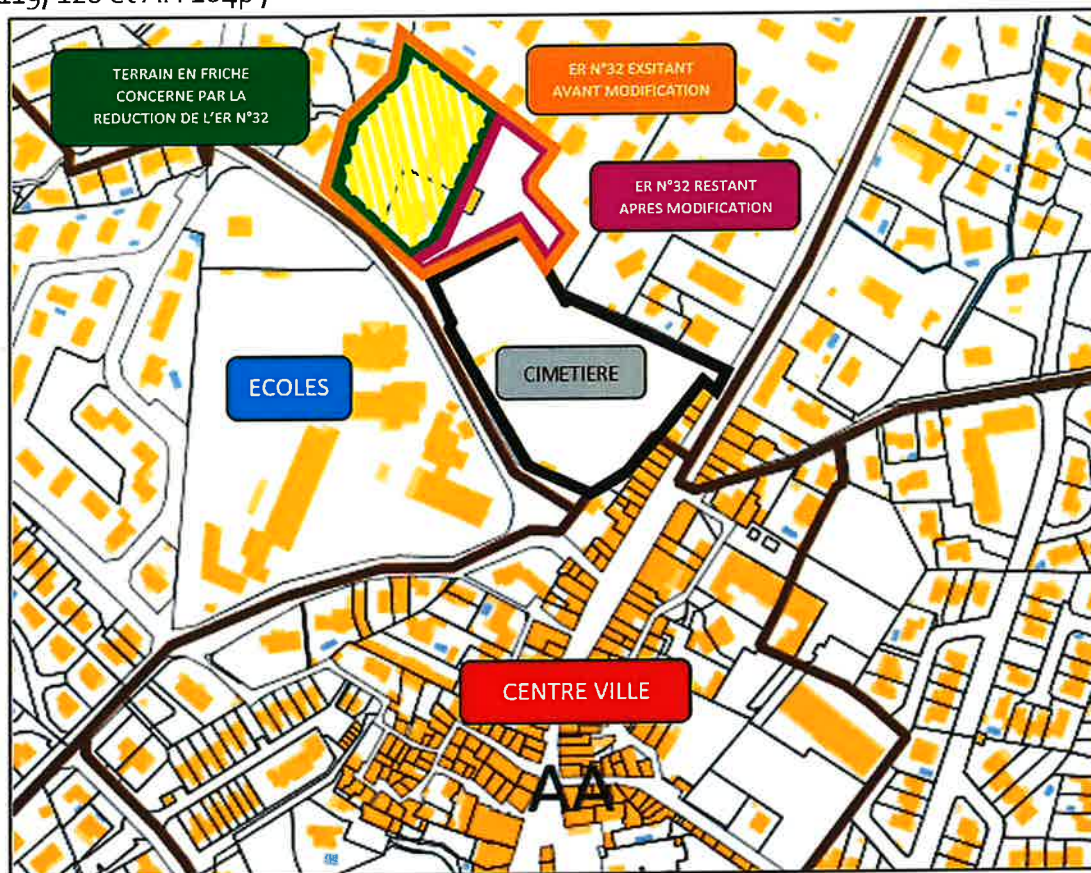 TERRAIN EN FRICHE
CONCERNE PAR LA
REDUCTION DE L'ER N°32
ER N°32 EXSITANT
AVANT MODIFICATION
ER N°32 RESTANT
APRES MODIFICATION
ECOLES
CIMETIERE
CENTRE VILLE
AA